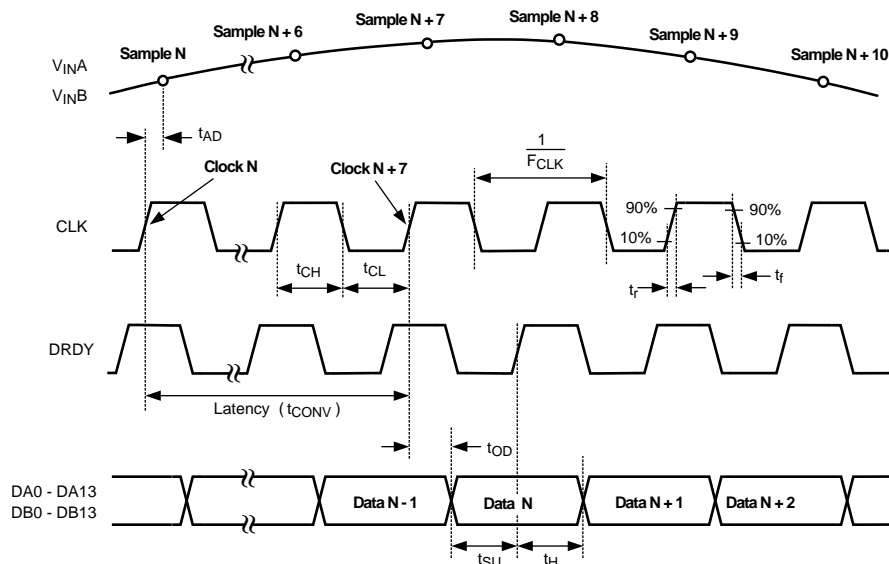 Sample N
Sample N + 6
Sample N + 7
Sample N + 8
Sample N + 9
Sample N + 10
VINA
VINB
tAD
Clock N
Clock N + 7
1
FCLK
CLK
90%
10%
90%
10%
tCH
tCL
tr
tf
DRDY
Latency ( tCONV )
tOD
DA0 - DA13
DB0 - DB13
Data N - 1
Data N
Data N + 1
Data N + 2
tSU
tH